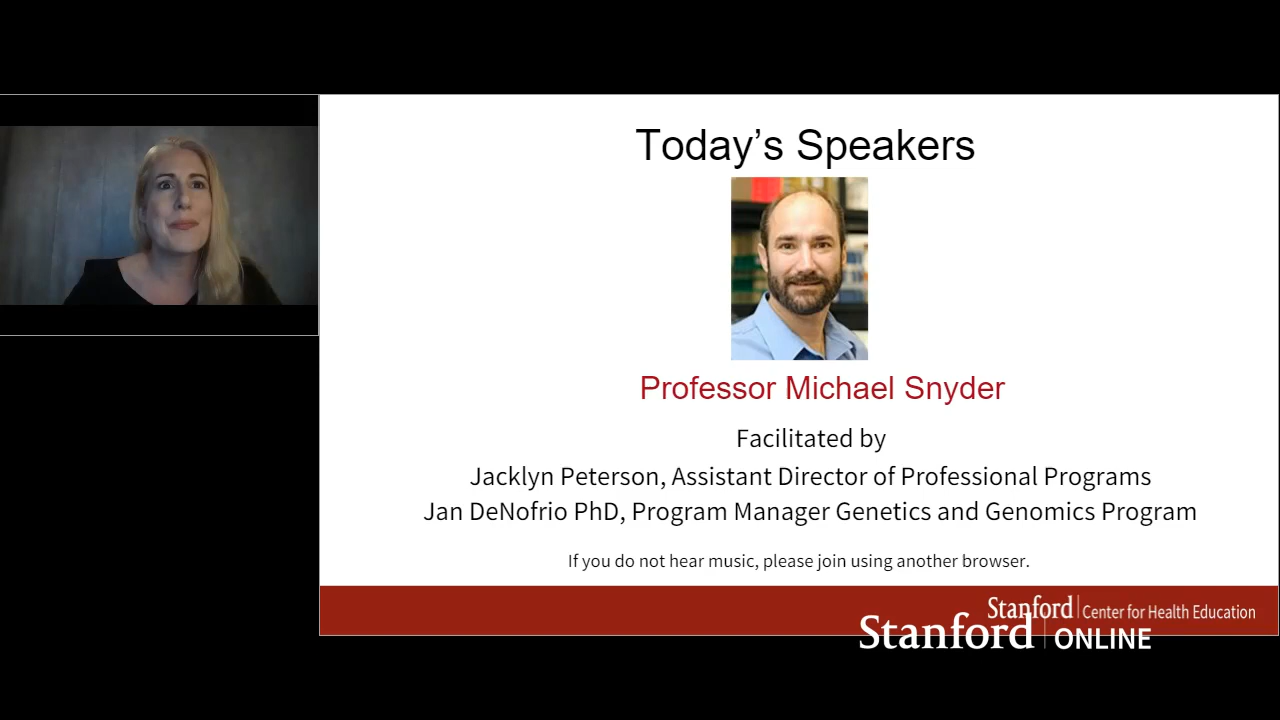 Today's Speakers
Professor Michael Snyder
Facilitated by
Jacklyn Peterson, Assistant Director of Professional Programs
Jan DeNofrio PhD, Program Manager Genetics and Genomics Program
If you do not hear music, please join using another browser.
Stanford | Center for Health Education
Stanford | ONLINE